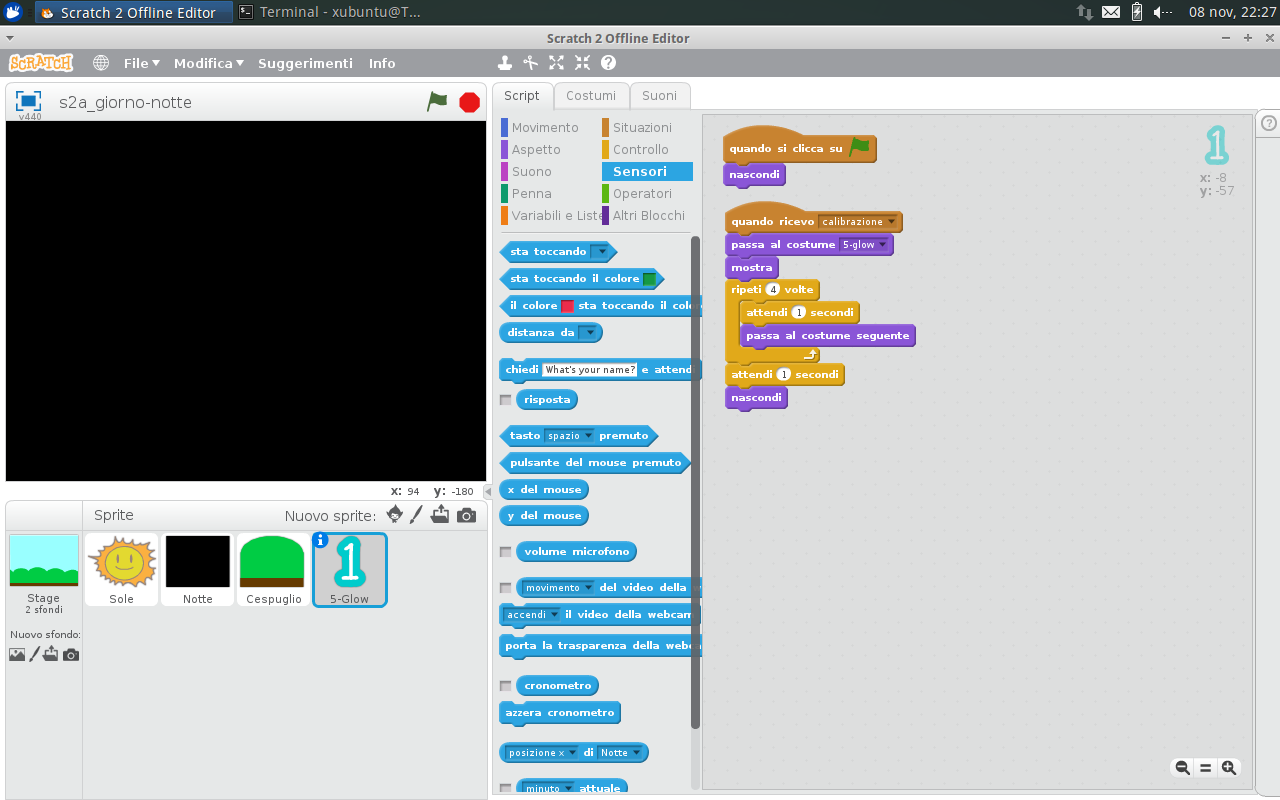 Scratch 2 Offline Editor
Terminal - xubuntu@T...
08 nov, 22:27
Scratch 2 Offline Editor
SCRATCH
File
Modifica
Suggerimenti
Info
s2a_giorno-notte
v440
Script
Costumi
Suoni
Movimento
Situazioni
Aspetto
Controllo
Suono
Sensori
Penna
Operatori
Variabili e Liste
Altri Blocchi
sta toccando
sta toccando il colore
il colore sta toccando il colo
distanza da
chiedi What's your name? e attend
risposta
tasto spazio premuto
pulsante del mouse premuto
x del mouse
y del mouse
volume microfono
movimento del video della
accendi il video della webcam
porta la trasparenza della web
cronometro
azzera cronometro
posizione x di Notte
minuto attuale
quando si clicca su
nascondi
quando ricevo calibrazione
passa al costume 5-glow
mostra
ripeti 4 volte
attendi 1 secondi
passa al costume seguente
attendi 1 secondi
nascondi
1
x: -8
y: -57
x: 94 y: -180
Sprite
Nuovo sprite:
Stage
2 sfondi
Nuovo sfondo:
Sole
Notte
Cespuglio
1
5-Glow